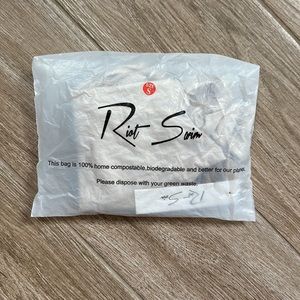 Riot Swim
This bag is 100% home compostable,biodegradable and better for our planet.
Please dispose with your green waste.